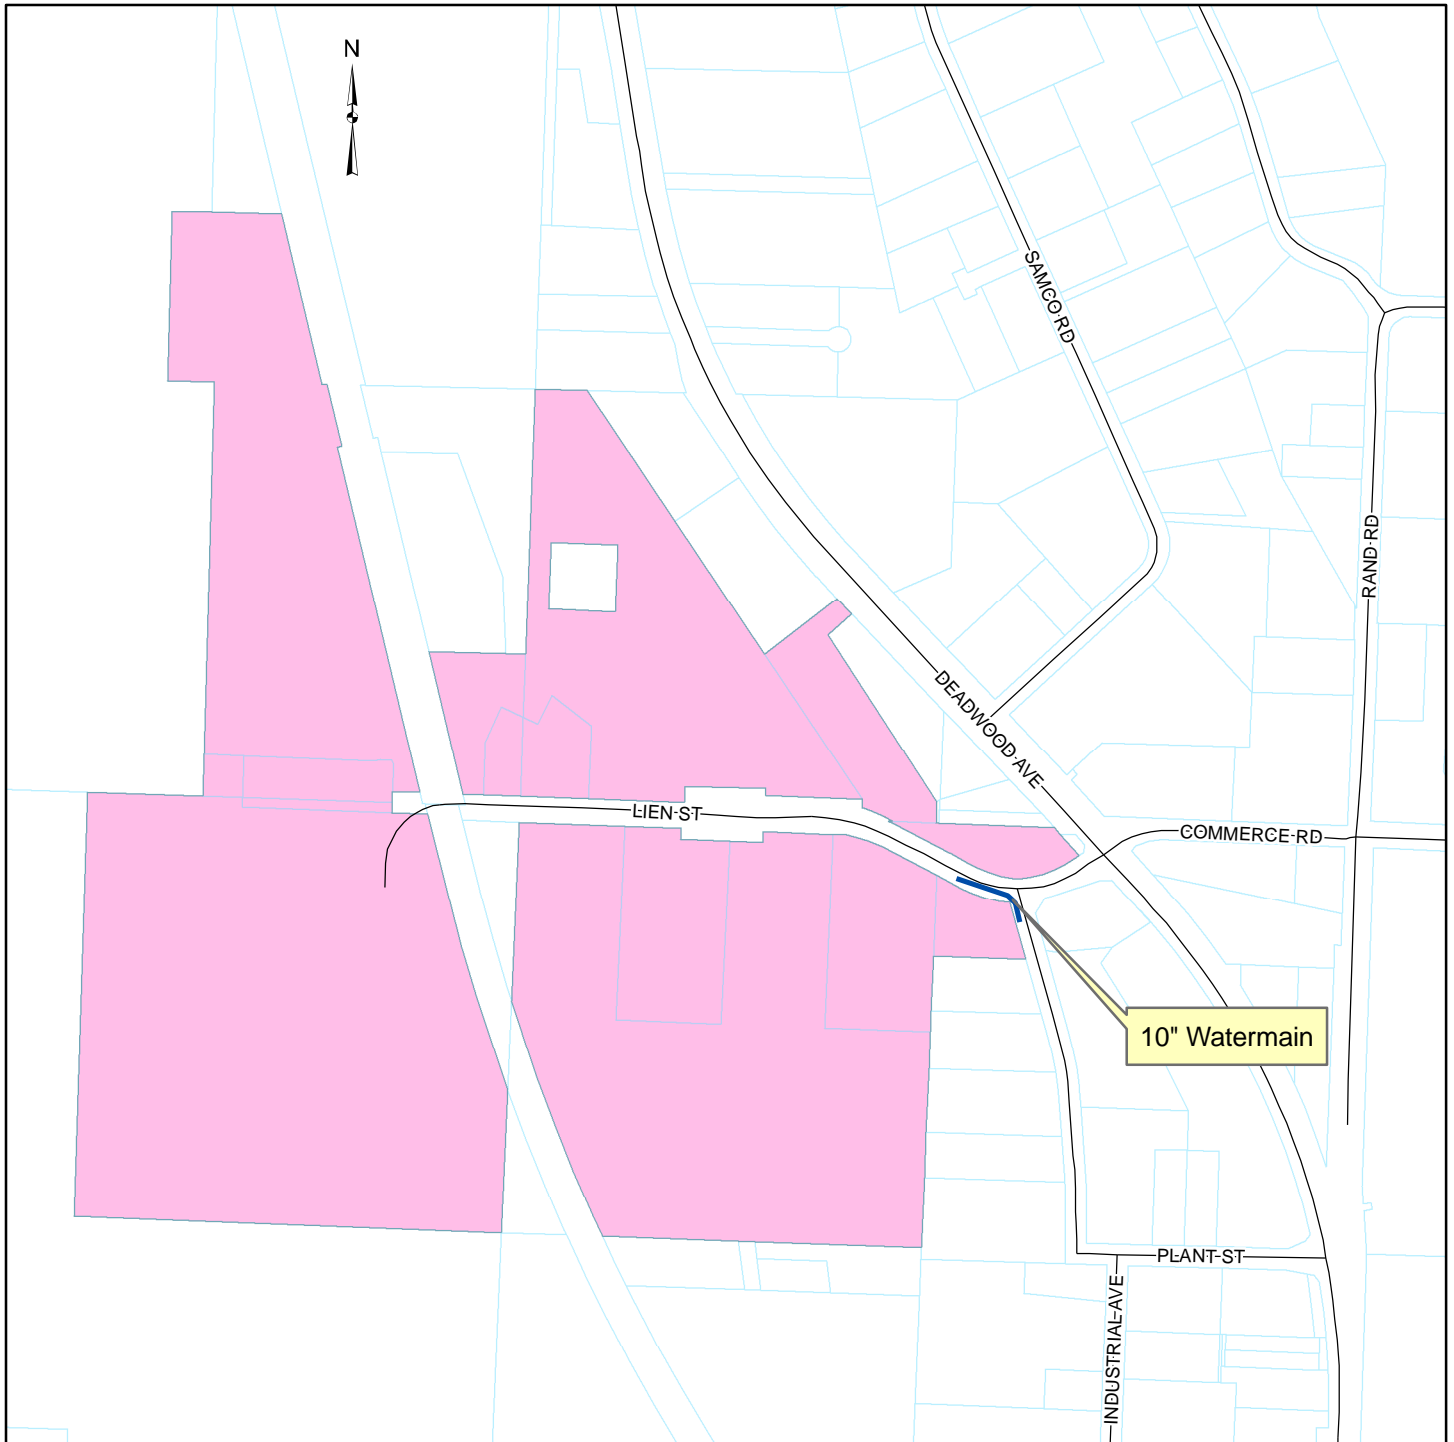 N
SAMCO RD
RAND RD
DEADWOOD AVE
LIEN ST
COMMERCE RD
10" Watermain
PLANT ST
INDUSTRIAL AVE